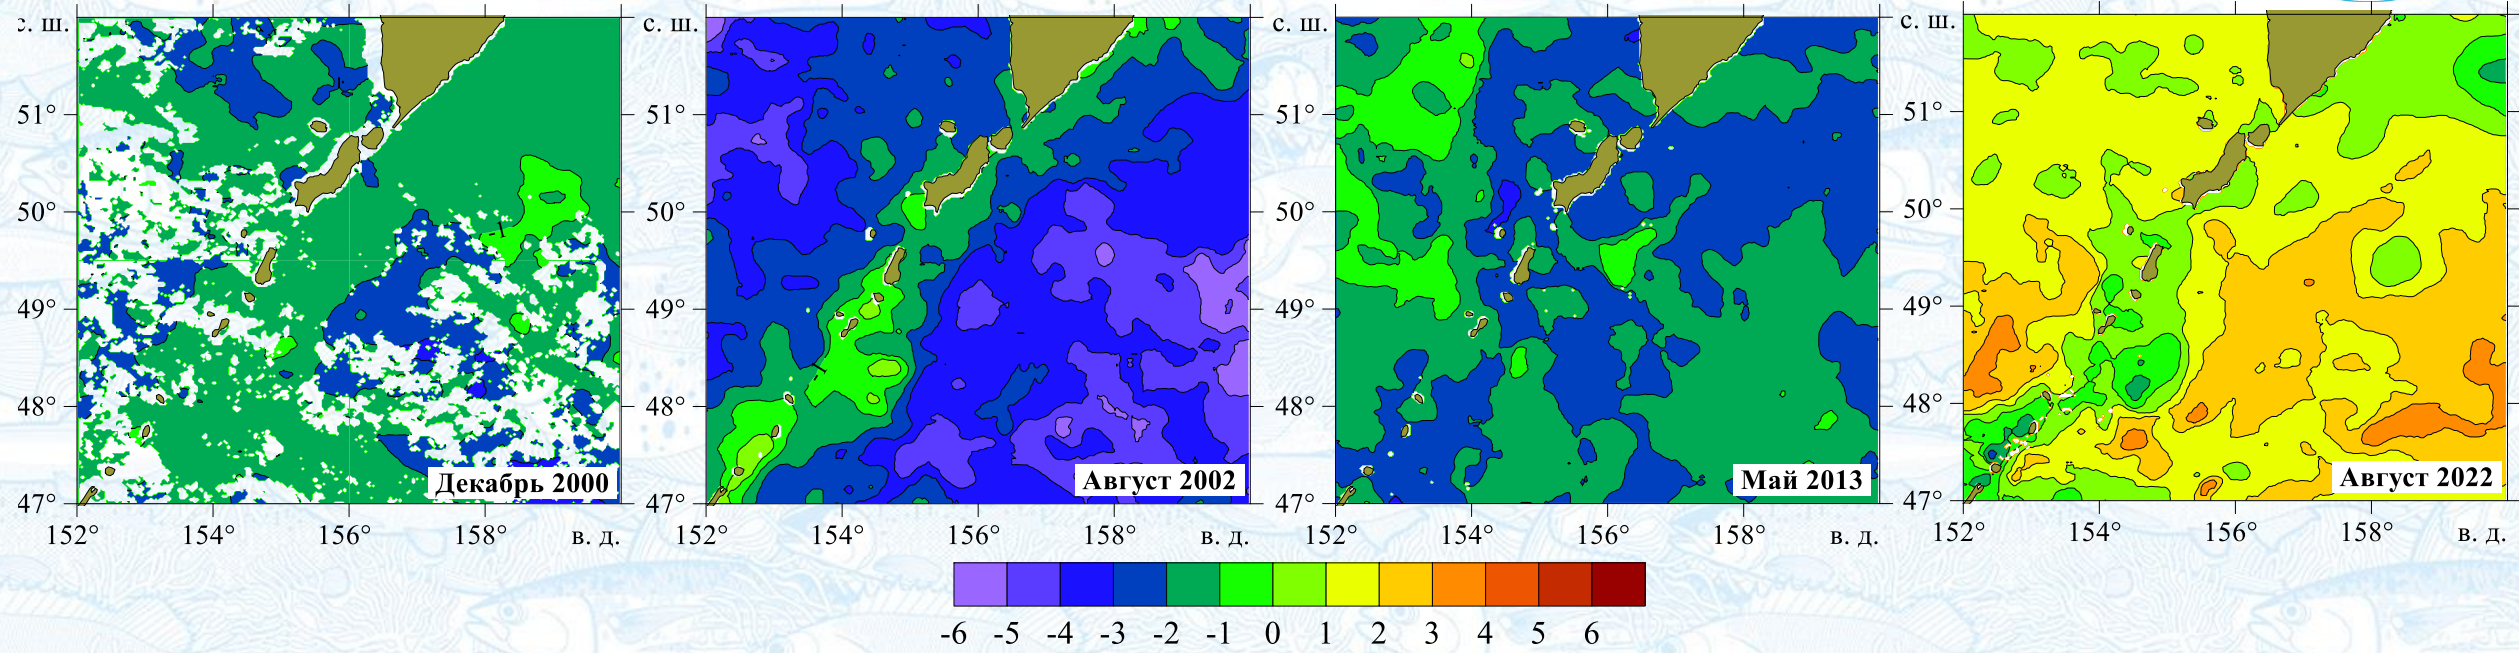 с. ш. с. ш. с. ш. с. ш.
51° 51° 51° 51°
50° 50° 50° 50°
-1
49° 49° 49° 49°
48° 48° 48° 48°
47° Декабрь 2000 47° Август 2002 47° Май 2013 47° Август 2022
152° 154° 156° 158° в. д. 152° 154° 156° 158° в. д. 152° 154° 156° 158° в. д. 152° 154° 156° 158° в. д.
-6 -5 -4 -3 -2 -1 0 1 2 3 4 5 6